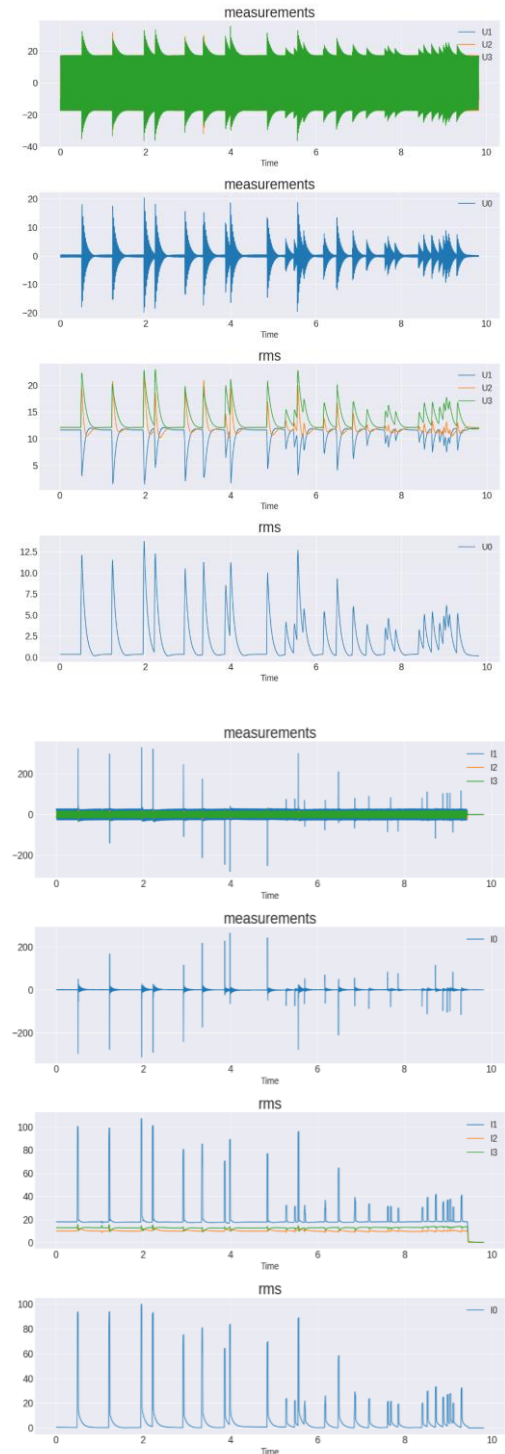 measurements
U1
U2
U3
20
0
−20
−40
0 2 4 6 8 10
Time
measurements
U0
20
10
0
−10
−20
0 2 4 6 8 10
Time
rms
U1
U2
U3
20
15
10
5
0 2 4 6 8 10
Time
rms
U0
12.5
10.0
7.5
5.0
2.5
0.0
0 2 4 6 8 10
Time
measurements
I1
I2
I3
200
0
−200
0 2 4 6 8 10
Time
measurements
I0
200
0
−200
0 2 4 6 8 10
Time
rms
I1
I2
I3
100
80
60
40
20
0
0 2 4 6 8 10
Time
rms
I0
100
80
60
40
20
0
0 2 4 6 8 10
Time